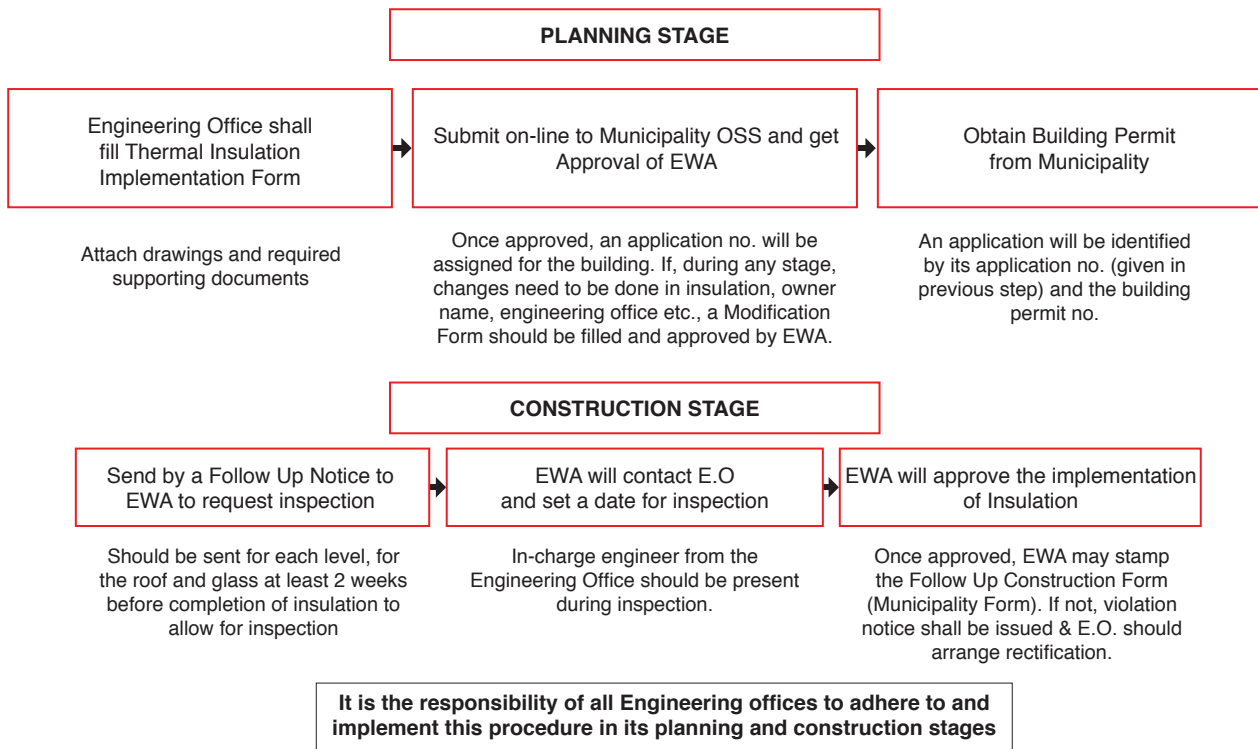 PLANNING STAGE
Engineering Office shall
fill Thermal Insulation
Implementation Form
Submit on-line to Municipality OSS and get
Approval of EWA
Obtain Building Permit
from Municipality
Attach drawings and required
supporting documents
Once approved, an application no. will be
assigned for the building. If, during any stage,
changes need to be done in insulation, owner
name, engineering office etc., a Modification
Form should be filled and approved by EWA.
An application will be identified
by its application no. (given in
previous step) and the building
permit no.
CONSTRUCTION STAGE
Send by a Follow Up Notice to
EWA to request inspection
EWA will contact E.O
and set a date for inspection
EWA will approve the implementation
of Insulation
Should be sent for each level, for
the roof and glass at least 2 weeks
before completion of insulation to
allow for inspection
In-charge engineer from the
Engineering Office should be present
during inspection.
Once approved, EWA may stamp
the Follow Up Construction Form
(Municipality Form). If not, violation
notice shall be issued & E.O. should
arrange rectification.
It is the responsibility of all Engineering offices to adhere to and
implement this procedure in its planning and construction stages